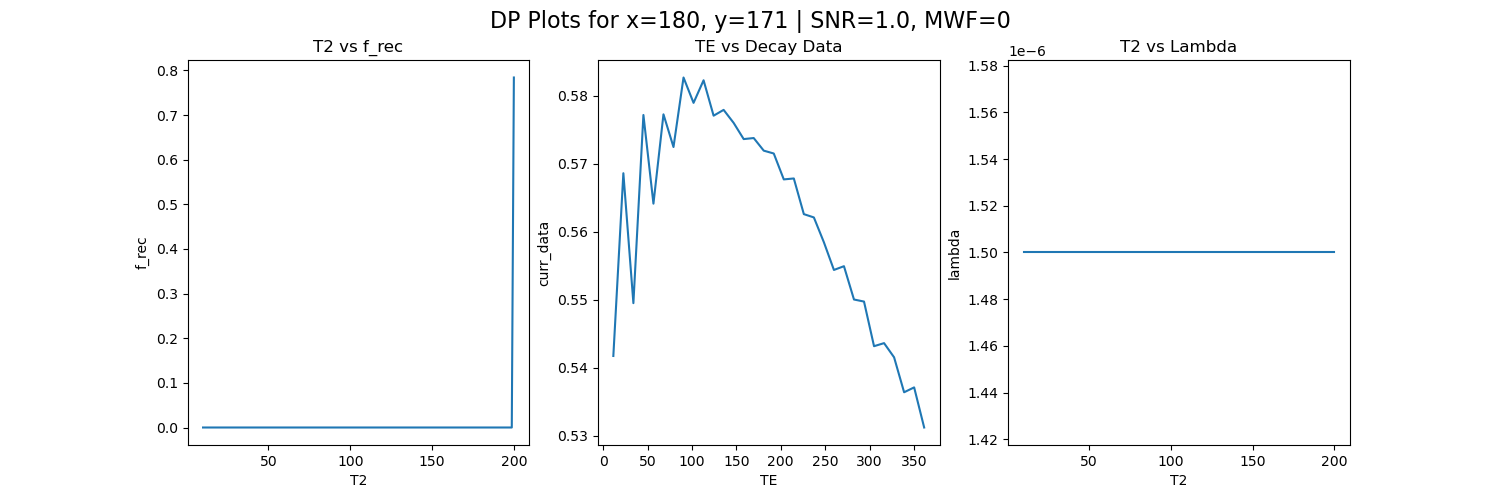 DP Plots for x=180, y=171 | SNR=1.0, MWF=0
T2 vs f_rec
0.8
0.7
0.6
0.5
0.4
0.3
0.2
0.1
0.0
f_rec
50 100 150 200
T2
TE vs Decay Data
0.58
0.57
0.56
0.55
0.54
0.53
curr_data
0 50 100 150 200 250 300 350
TE
T2 vs Lambda
1e−6
1.58
1.56
1.54
1.52
1.50
1.48
1.46
1.44
1.42
lambda
50 100 150 200
T2